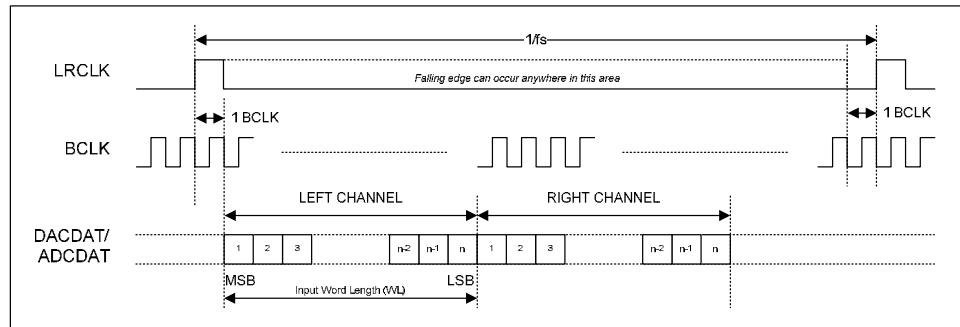 1/fs
LRCLK
Falling edge can occur anywhere in this area
1 BCLK
1 BCLK
BCLK
LEFT CHANNEL
RIGHT CHANNEL
DACDAT/
ADCDAT
1 2 3 n-2 n-1 n 1 2 3 n-2 n-1 n
MSB
LSB
Input Word Length (WL)